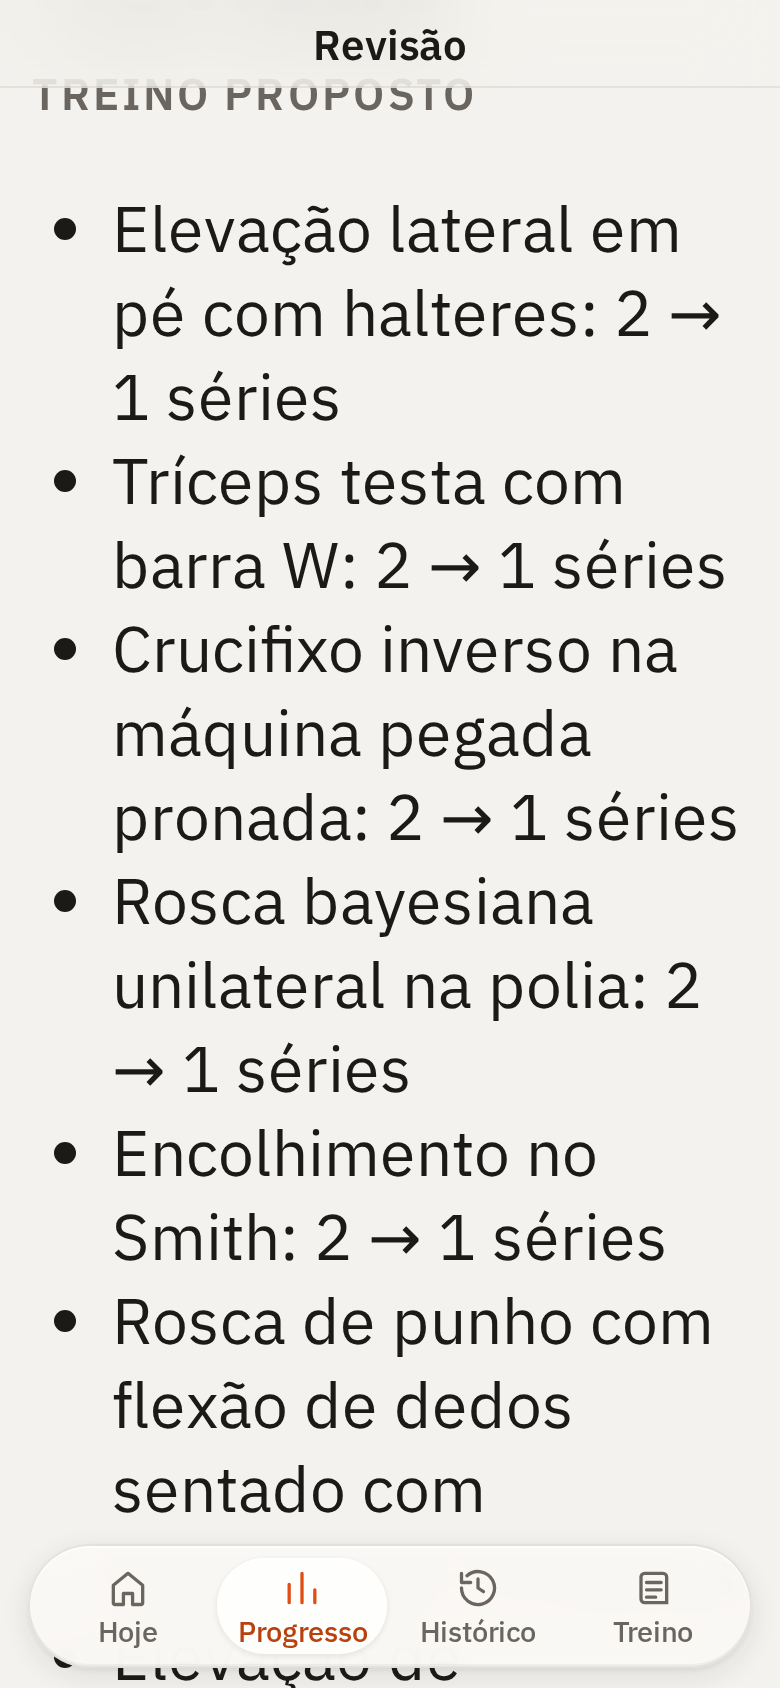 Revisão
TREINO PROPOSTO
• Elevação lateral em
pé com halteres: 2 →
1 séries
• Tríceps testa com
barra W: 2 → 1 séries
• Crucifixo inverso na
máquina pegada
pronada: 2 → 1 séries
• Rosca bayesiana
unilateral na polia: 2
→ 1 séries
• Encolhimento no
Smith: 2 → 1 séries
• Rosca de punho com
flexão de dedos
sentado com
Hoje
Progresso
Histórico
Treino
• Elevação de